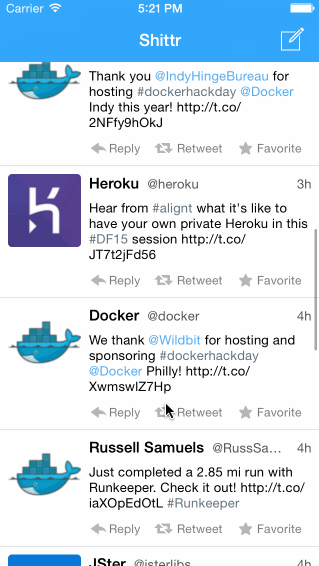 Carrier 5:21 PM
Shittr
Thank you @IndyHingeBureau for
hosting #dockerhackday @Docker
Indy this year! http://t.co/
2NFfy9hOkJ
Reply Retweet Favorite
Heroku @heroku 3h
Hear from #alignt what it's like to
have your own private Heroku in this
#DF15 session http://t.co/
JT7t2jFd56
Reply Retweet Favorite
Docker @docker 4h
We thank @Wildbit for hosting and
sponsoring #dockerhackday
@Docker Philly! http://t.co/
XwmswlZ7Hp
Reply Retweet Favorite
Russell Samuels @RussSa... 4h
Just completed a 2.85 mi run with
Runkeeper. Check it out! http://t.co/
iaXOpEdOtL #Runkeeper
Reply Retweet Favorite
JSter @jsterlibs 4h